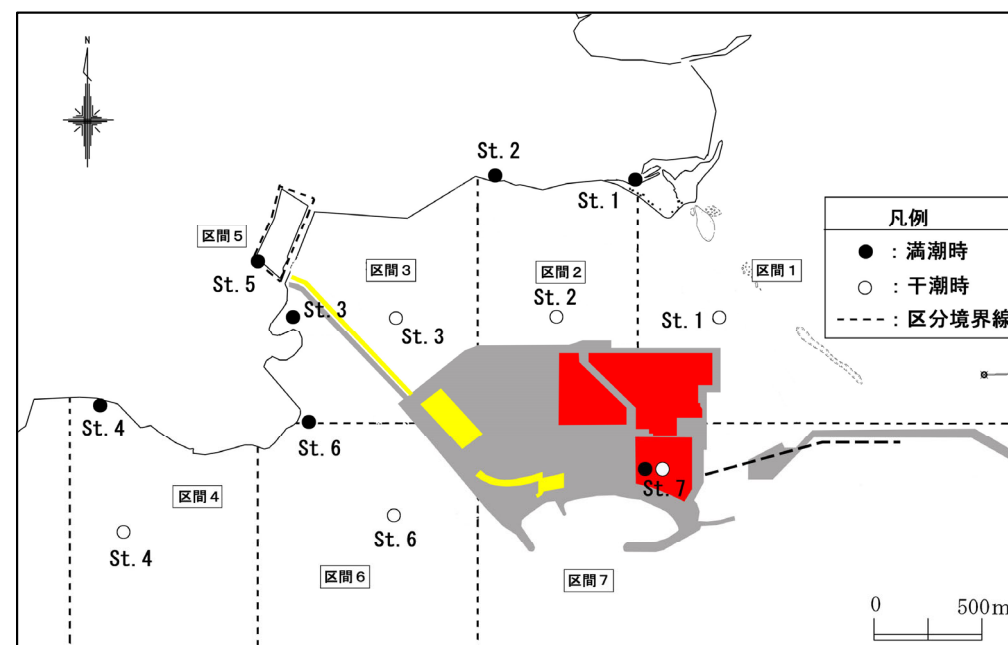 N
St. 2
St. 1
区間5
St. 5
区間3
区間2
区間1
St. 3
St. 3
St. 2
St. 1
凡例
●：満潮時
○：干潮時
-----：区分境界線
St. 4
St. 6
区間4
St. 7
St. 4
St. 6
区間6
区間7
0 500m